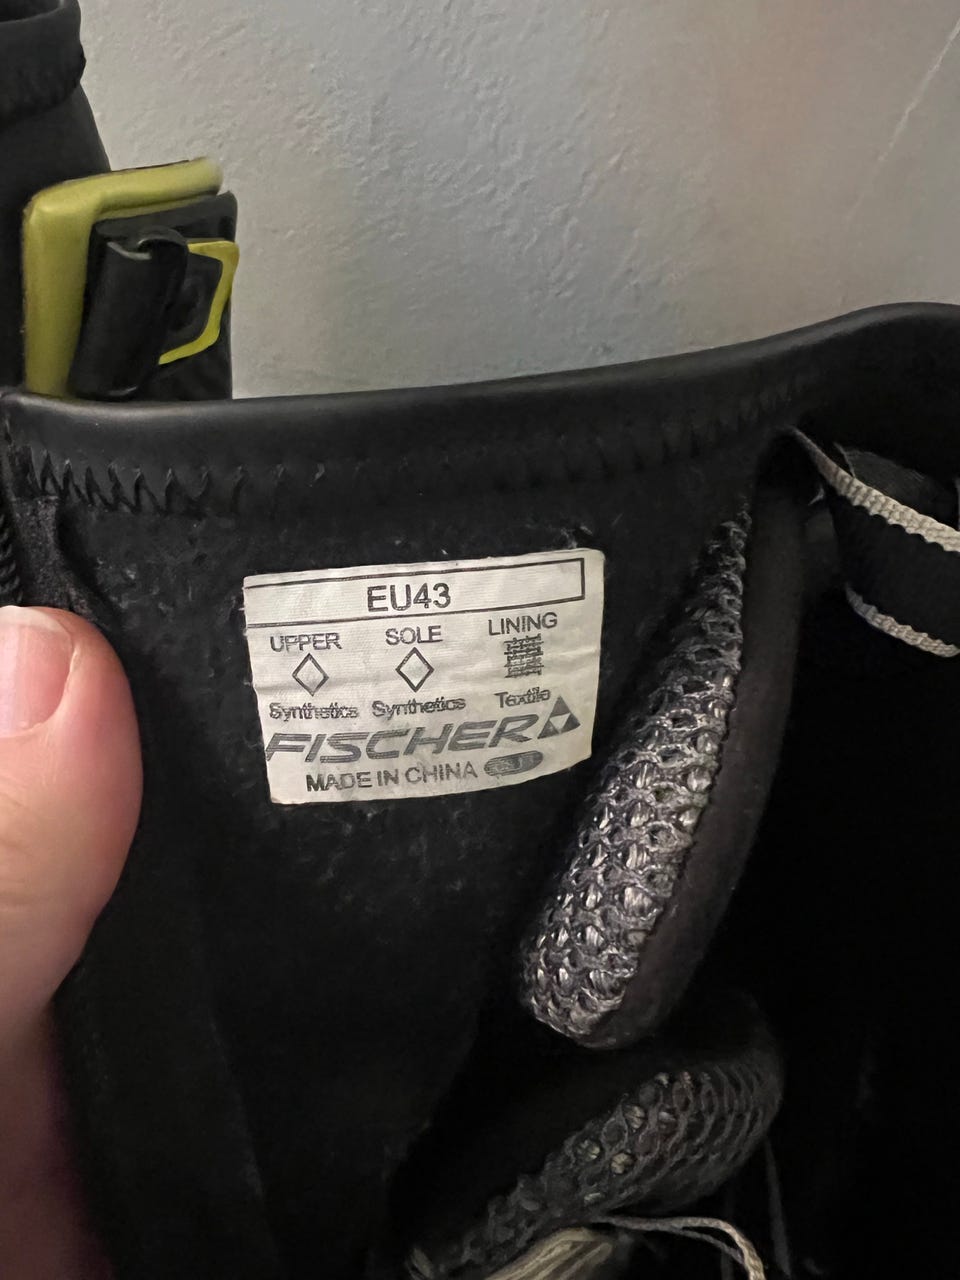 EU43
UPPER SOLE LINING
Synthetics Synthetics Textile
FISCHER
MADE IN CHINA